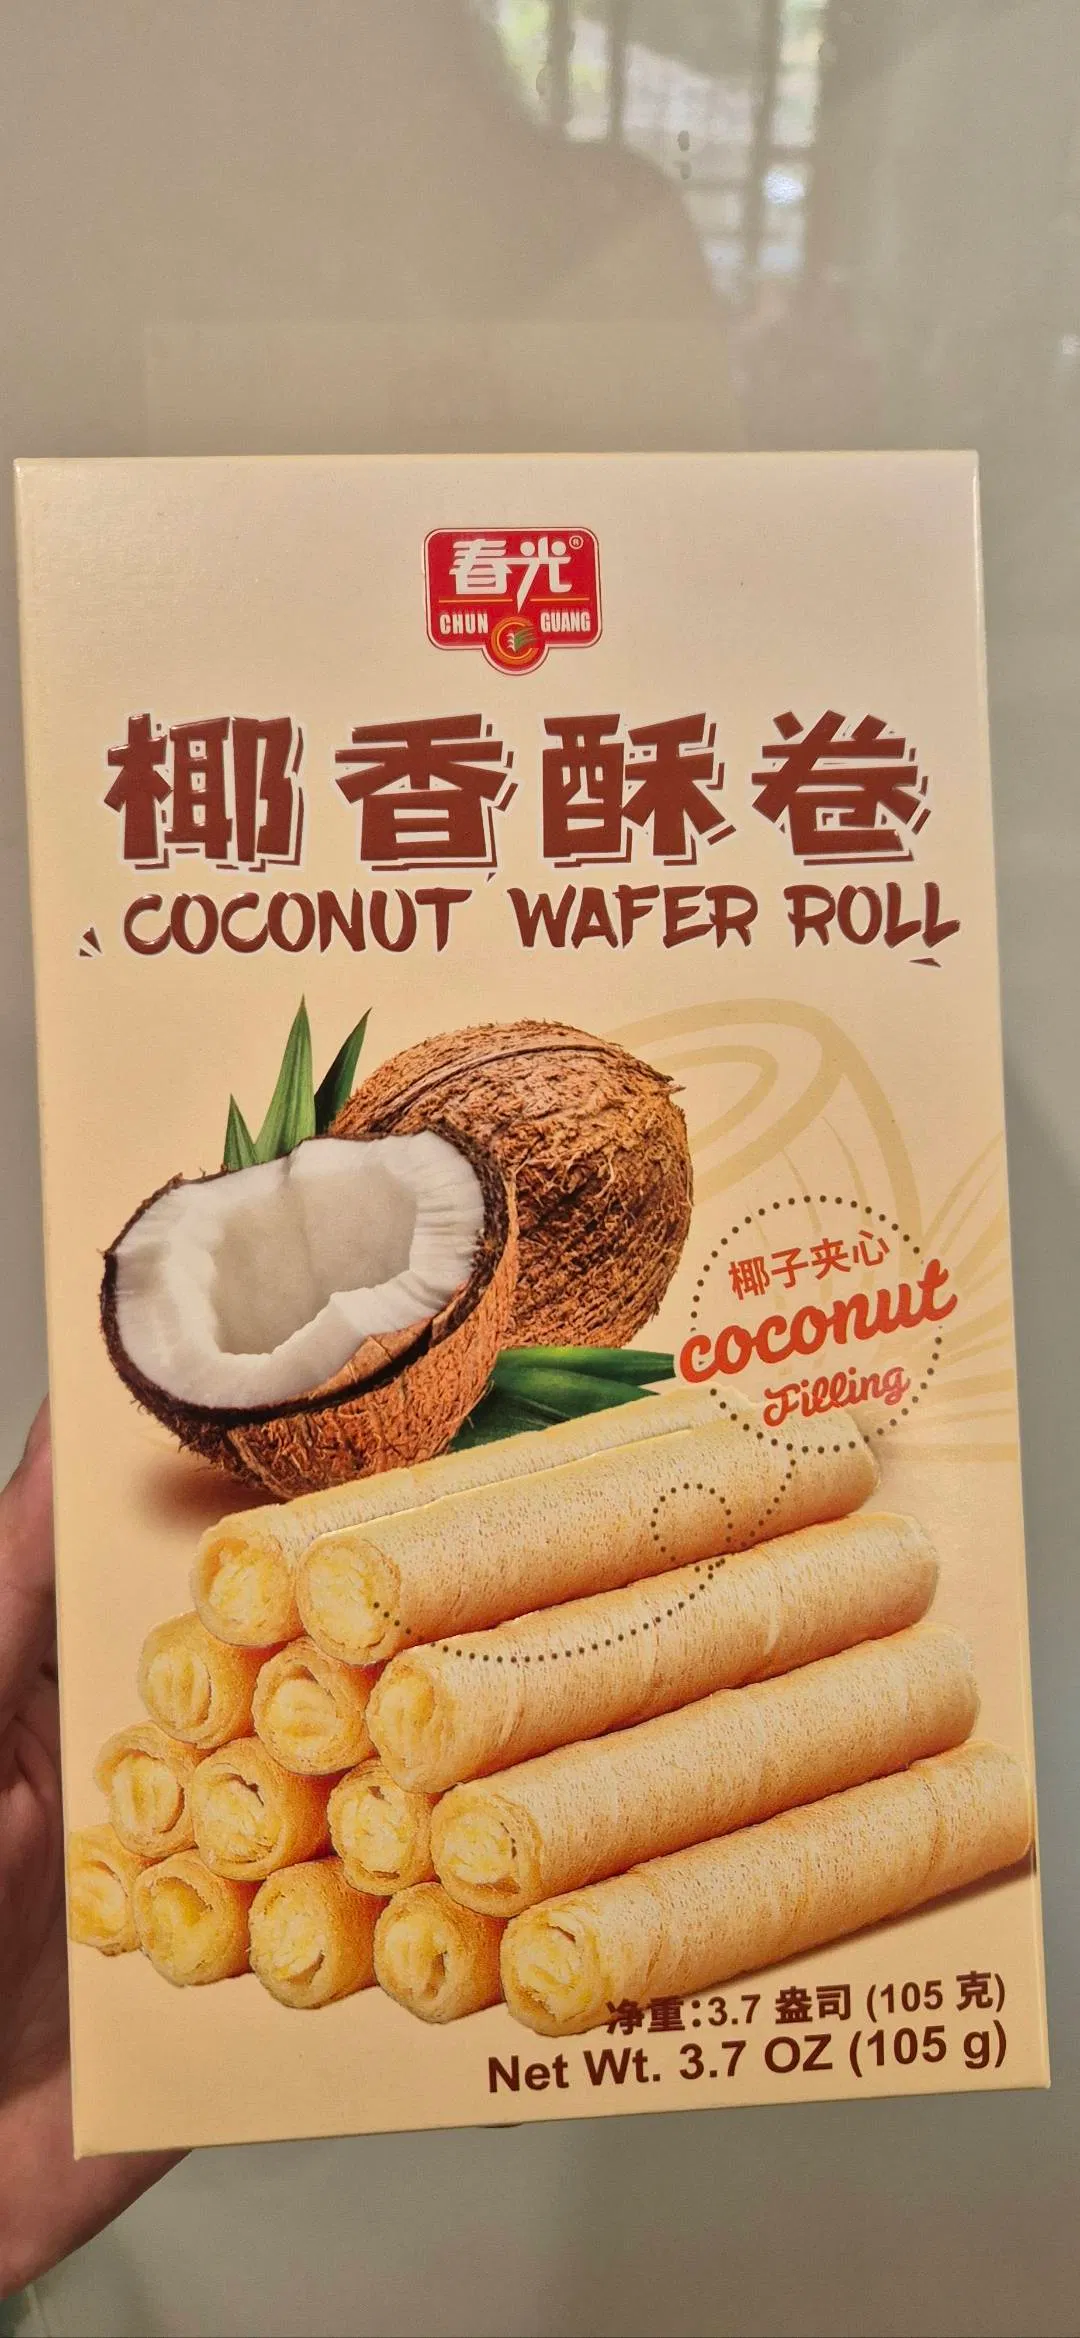 春光®
CHUN GUANG
椰香酥卷
COCONUT WAFER ROLL
椰子夹心
coconut
Filling
净重:3.7 盎司 (105 克)
Net Wt. 3.7 OZ (105 g)